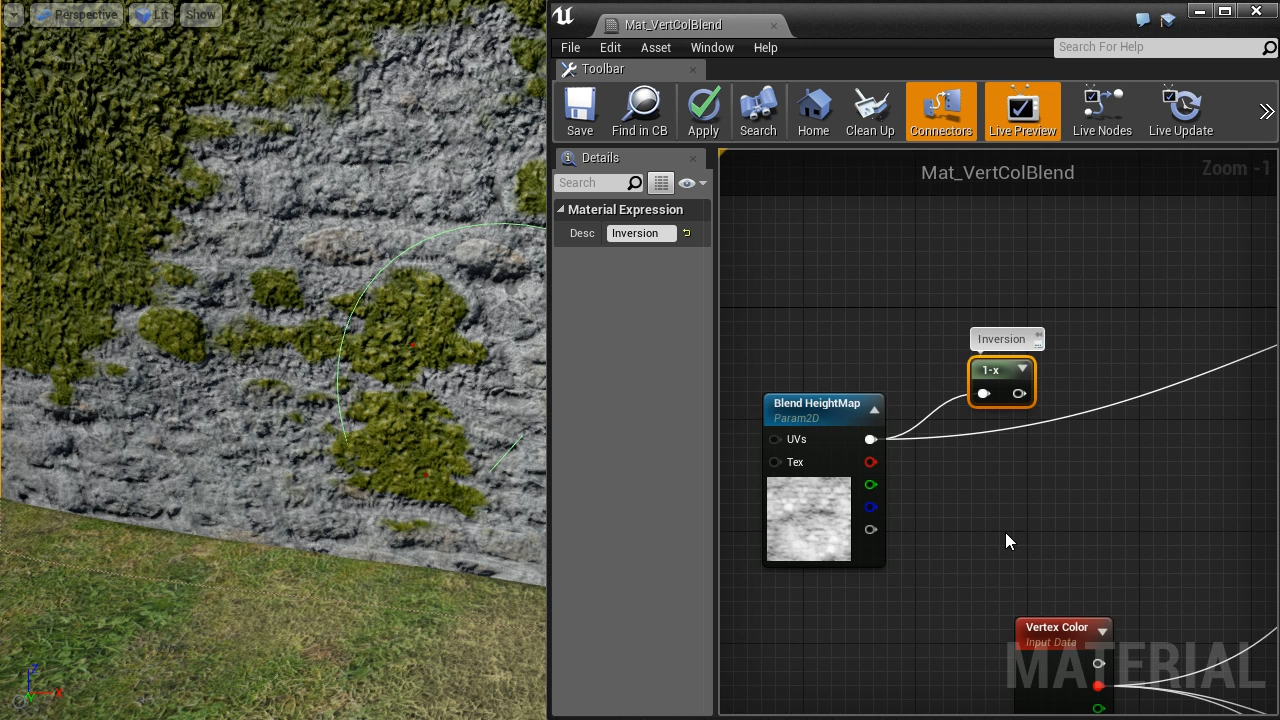 Perspective
Lit
Show
Mat_VertColBlend
File
Edit
Asset
Window
Help
Search For Help
Toolbar
Save
Find in CB
Apply
Search
Home
Clean Up
Connectors
Live Preview
Live Nodes
Live Update
Details
Search
Material Expression
Desc
Inversion
Mat_VertColBlend
Zoom -1
Inversion
1-x
Blend HeightMap
Param2D
UVs
Tex
Vertex Color
Input Data
MATERIAL
Z
X